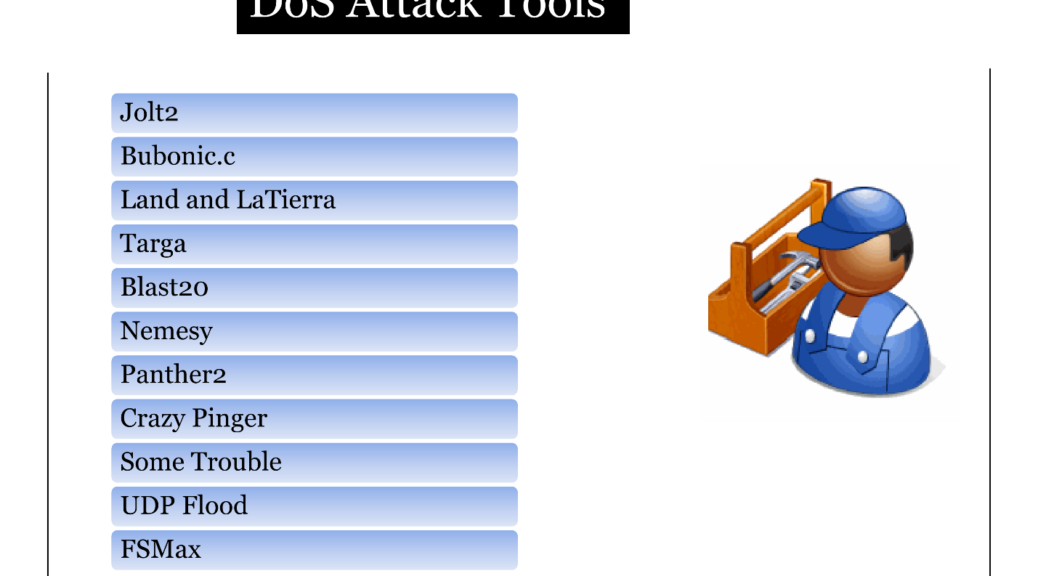 DoS Attack Tools
Jolt2
Bubonic.c
Land and LaTierra
Targa
Blast20
Nemesy
Panther2
Crazy Pinger
Some Trouble
UDP Flood
FSMax